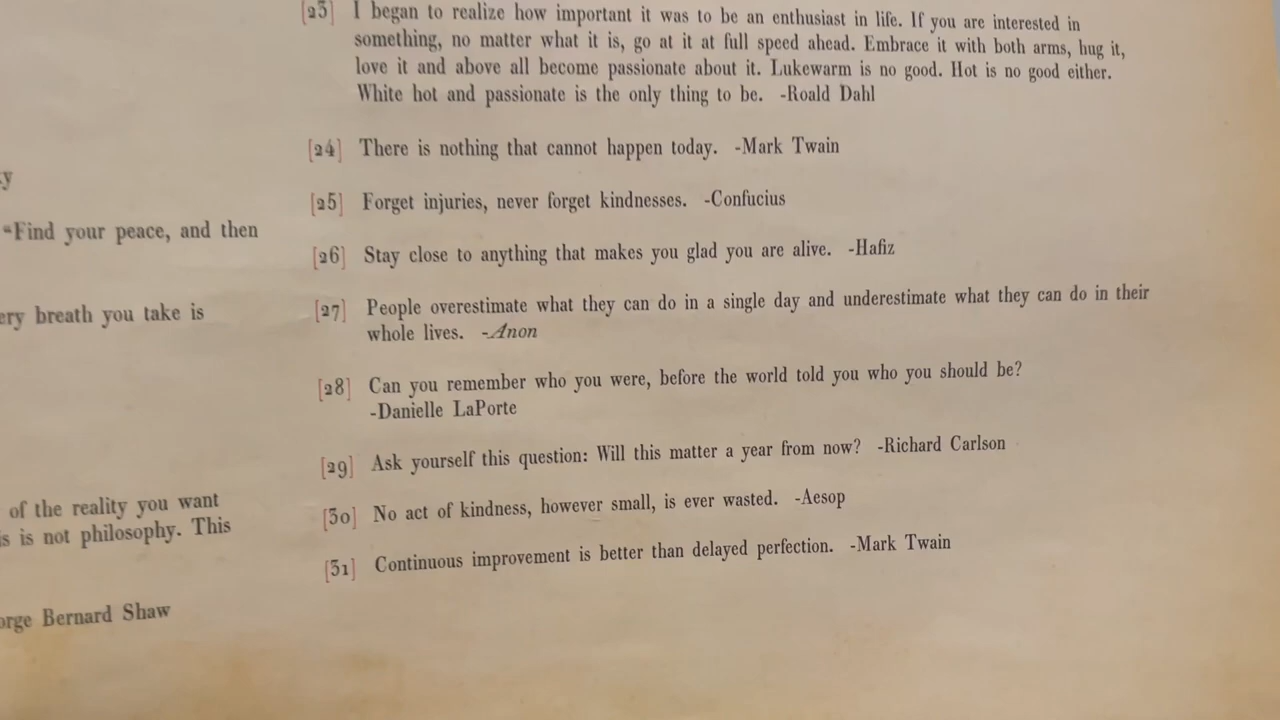 y
“Find your peace, and then
ery breath you take is
of the reality you want
s is not philosophy. This
orge Bernard Shaw
[23] I began to realize how important it was to be an enthusiast in life. If you are interested in
something, no matter what it is, go at it at full speed ahead. Embrace it with both arms, hug it,
love it and above all become passionate about it. Lukewarm is no good. Hot is no good either.
White hot and passionate is the only thing to be. -Roald Dahl
[24] There is nothing that cannot happen today. -Mark Twain
[25] Forget injuries, never forget kindnesses. -Confucius
[26] Stay close to anything that makes you glad you are alive. -Hafiz
[27] People overestimate what they can do in a single day and underestimate what they can do in their
whole lives. -Anon
[28] Can you remember who you were, before the world told you who you should be?
-Danielle LaPorte
[29] Ask yourself this question: Will this matter a year from now? -Richard Carlson
[30] No act of kindness, however small, is ever wasted. -Aesop
[31] Continuous improvement is better than delayed perfection. -Mark Twain